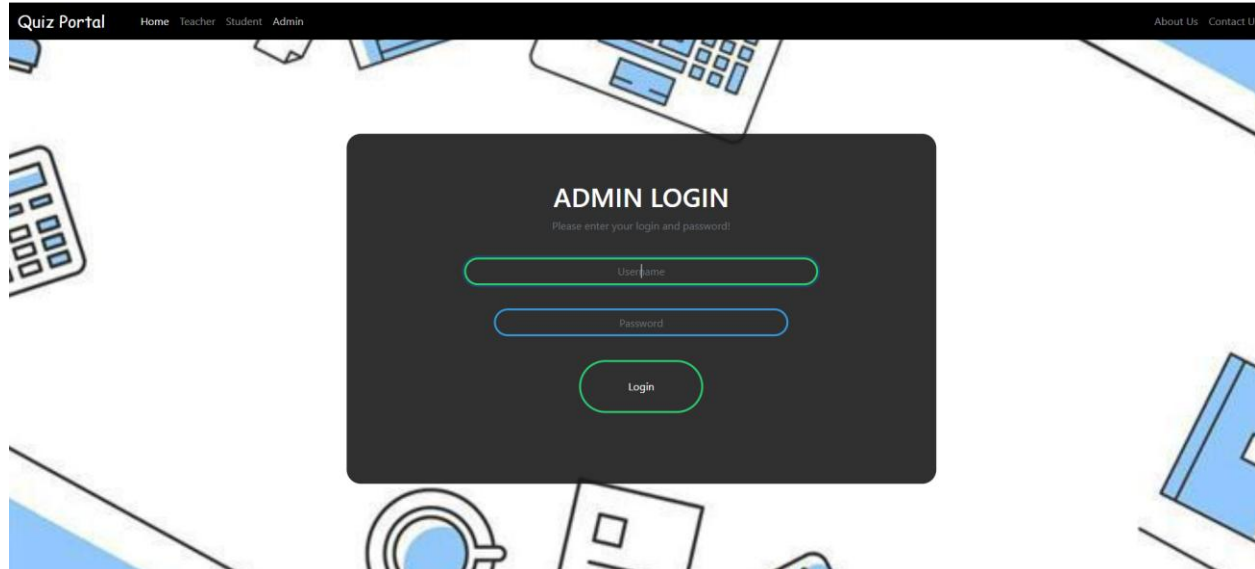 Quiz Portal Home Teacher Student Admin About Us Contact U
ADMIN LOGIN
Please enter your login and password!
Username
Password
Login